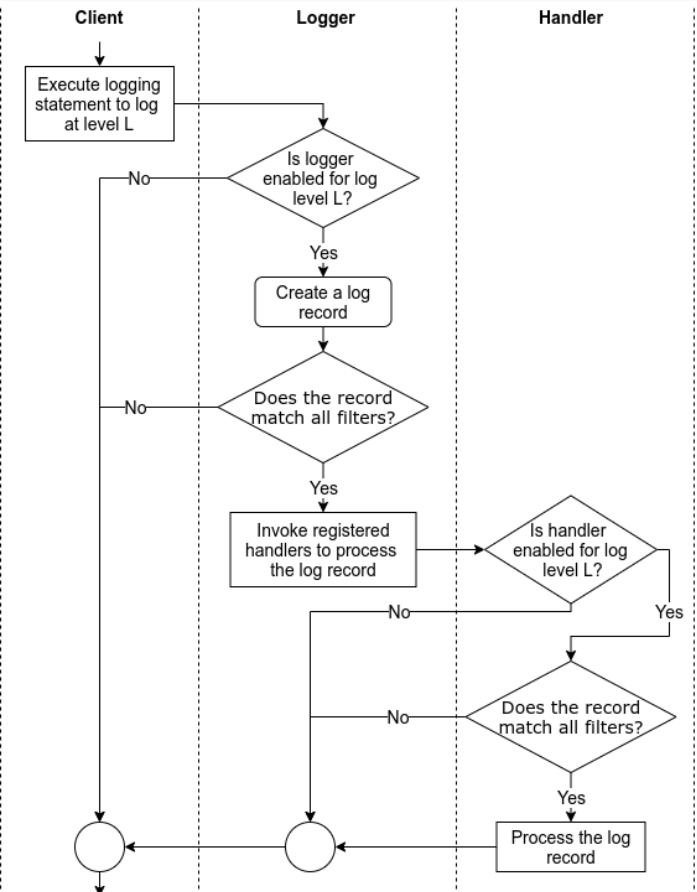 Client
Logger
Handler
Execute logging
statement to log
at level L
Is logger
enabled for log
level L?
No
Yes
Create a log
record
Does the record
match all filters?
No
Yes
Invoke registered
handlers to process
the log record
Is handler
enabled for log
level L?
No
Yes
Does the record
match all filters?
No
Yes
Process the log
record